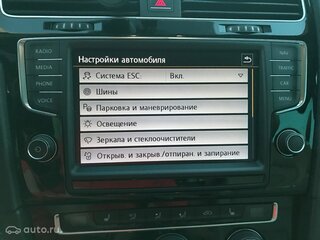 RADIO
MEDIA
PHONE
VOICE
Настройки автомобиля
Система ESC: Вкл.
Шины
Парковка и маневрирование
Освещение
Зеркала и стеклоочистители
Открыв. и закрыв./отпиран. и запирание
NAV
TRAFFIC
CAR
MENU
auto.ru